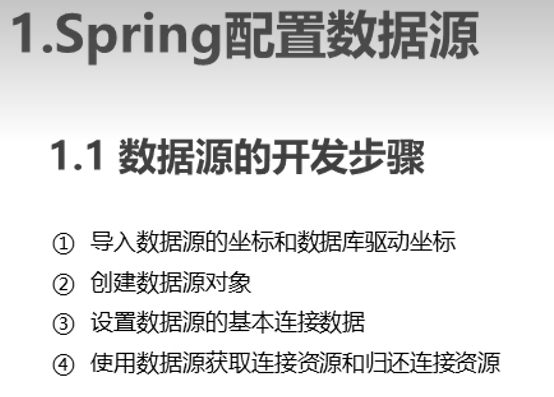 1.Spring配置数据源
1.1 数据源的开发步骤
① 导入数据源的坐标和数据库驱动坐标
② 创建数据源对象
③ 设置数据源的基本连接数据
④ 使用数据源获取连接资源和归还连接资源